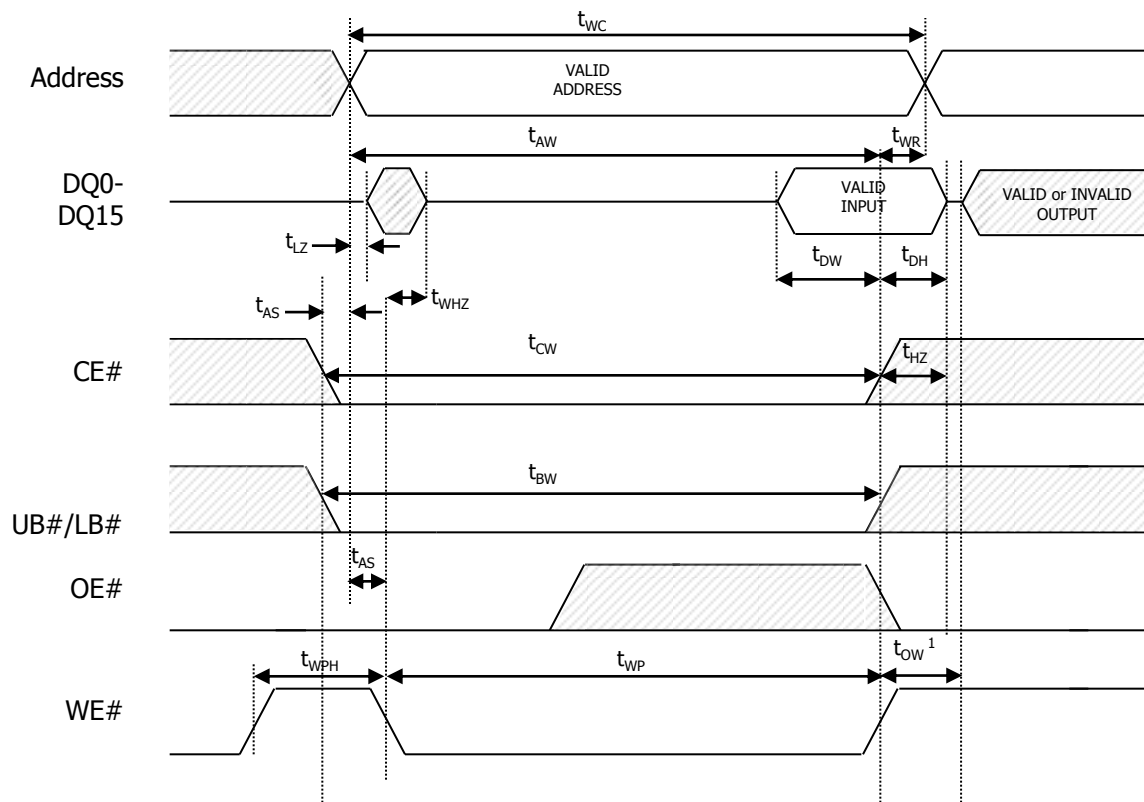 tWC
Address
VALID
ADDRESS
tAW
tWR
DQ0-
DQ15
VALID
INPUT
VALID or INVALID
OUTPUT
tLZ
tDW
tDH
tAS
tWHZ
CE#
tCW
tHZ
UB#/LB#
tBW
tAS
OE#
tWPH
tWP
tOW 1
WE#